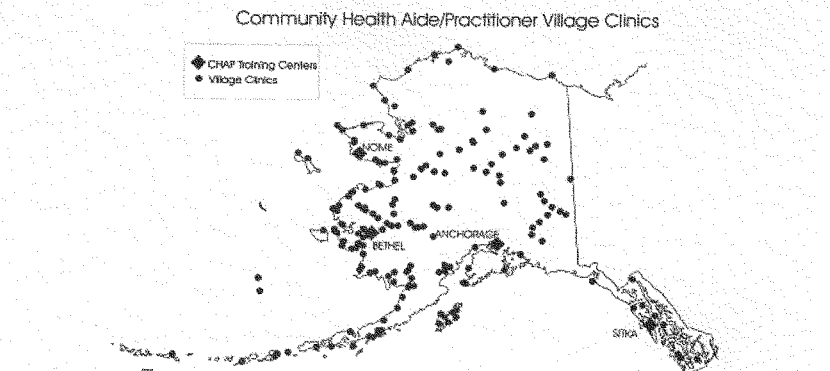 Community Health Aide/Practitioner Village Clinics
CHAP Training Centers
Village Clinics
NOME
ANCHORAGE
BETHEL
SITKA